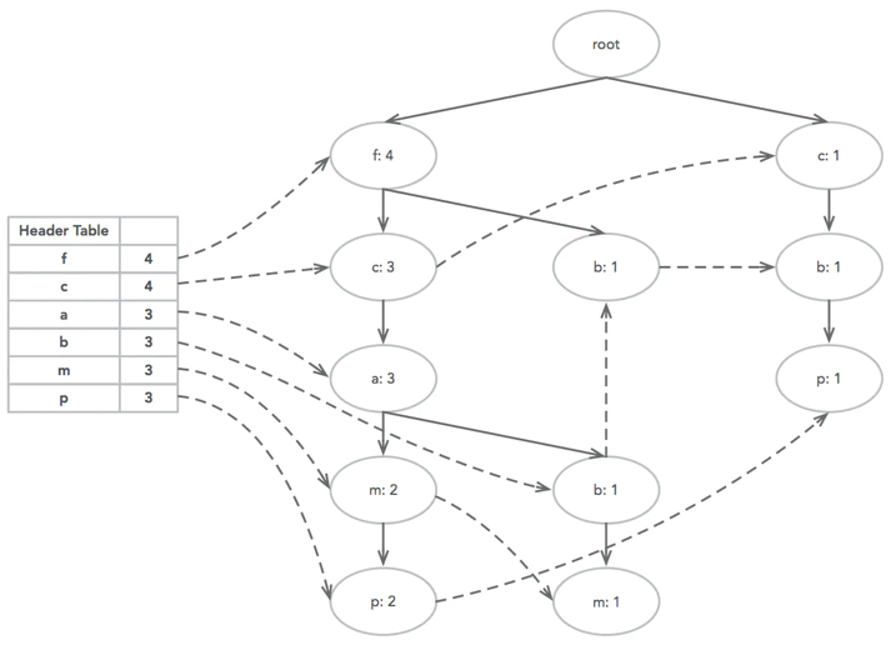 root
f: 4
c: 1
Header Table
f 4
c 4
a 3
b 3
m 3
p 3
c: 3
b: 1
b: 1
a: 3
p: 1
m: 2
b: 1
p: 2
m: 1